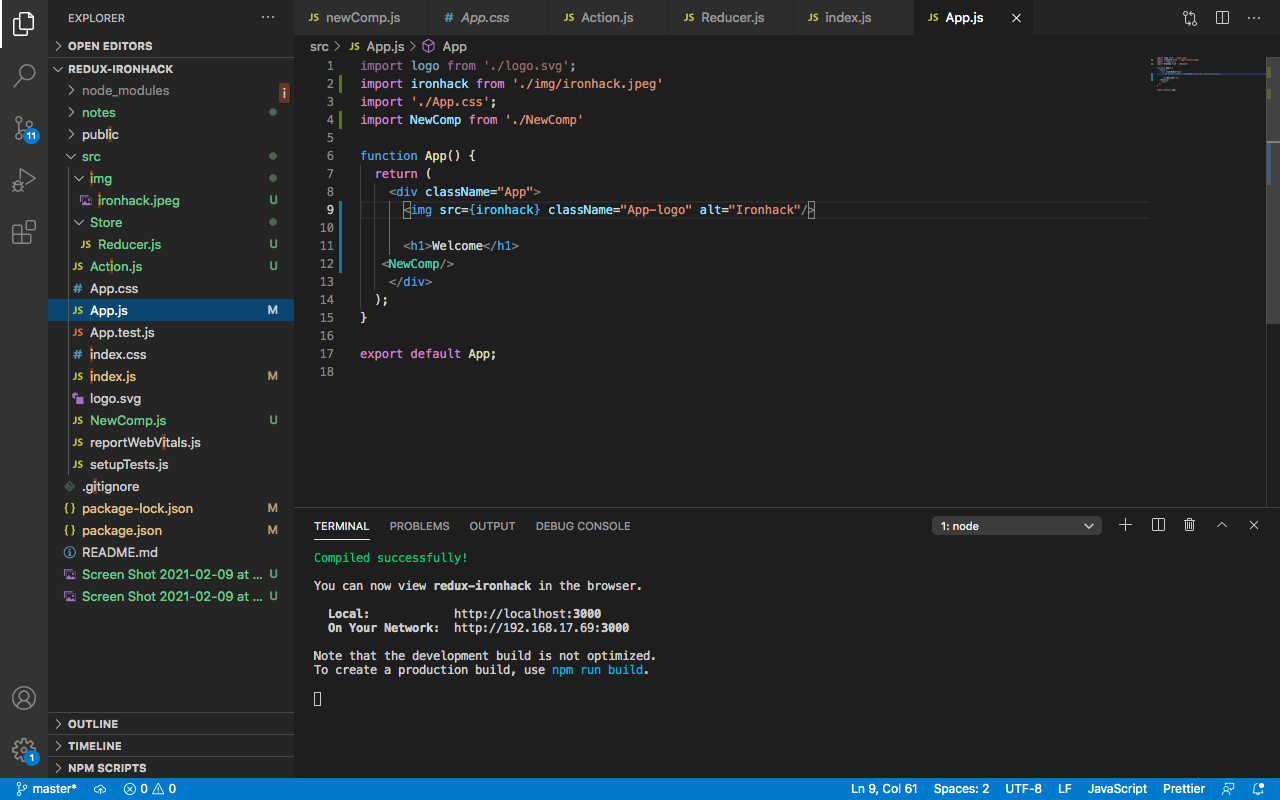 EXPLORER
OPEN EDITORS
REDUX-IRONHACK
node_modules
i
notes
public
src
img
ironhack.jpeg U
Store
Reducer.js U
JS Action.js U
# App.css
JS App.js M
JS App.test.js
# index.css
JS index.js M
logo.svg
JS NewComp.js U
JS reportWebVitals.js
JS setupTests.js
.gitignore
{} package-lock.json M
{} package.json M
README.md
Screen Shot 2021-02-09 at ... U
Screen Shot 2021-02-09 at ... U
OUTLINE
TIMELINE
NPM SCRIPTS
11
1
JS newComp.js
# App.css
JS Action.js
JS Reducer.js
JS index.js
JS App.js
src > JS App.js > App
1 import logo from './logo.svg';
2 import ironhack from './img/ironhack.jpeg'
3 import './App.css';
4 import NewComp from './NewComp'
5
6 function App() {
7 return (
8 <div className="App">
9 <img src={ironhack} className="App-logo" alt="Ironhack"/>
10
11 <h1>Welcome</h1>
12 <NewComp/>
13 </div>
14 );
15 }
16
17 export default App;
18
TERMINAL PROBLEMS OUTPUT DEBUG CONSOLE
1: node
Compiled successfully!
You can now view redux-ironhack in the browser.
Local: http://localhost:3000
On Your Network: http://192.168.17.69:3000
Note that the development build is not optimized.
To create a production build, use npm run build.
master* 0 0
Ln 9, Col 61 Spaces: 2 UTF-8 LF JavaScript Prettier